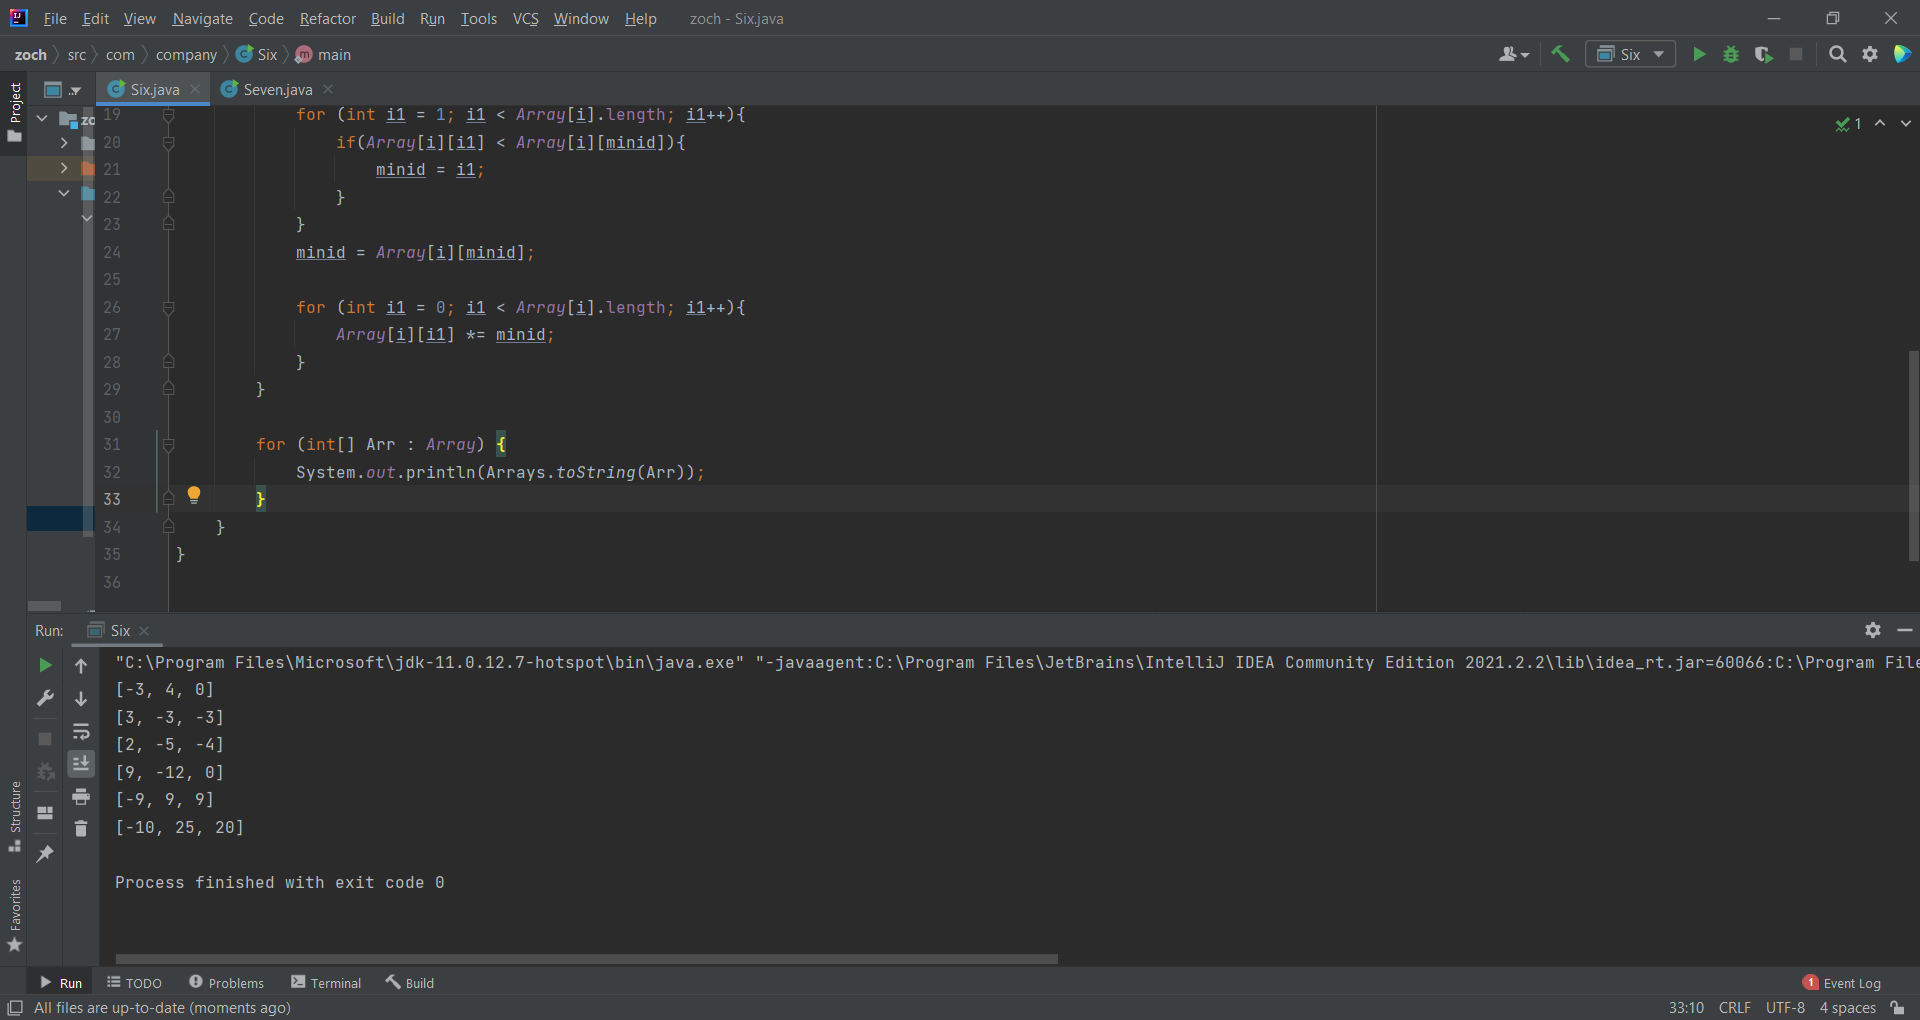 File Edit View Navigate Code Refactor Build Run Tools VCS Window Help zoch - Six.java
zoch src com company Six main Six
Project
Six.java Seven.java
zo
19 for (int i1 = 1; i1 < Array[i].length; i1++){
20 if(Array[i][i1] < Array[i][minid]){
21 minid = i1;
22 }
23 }
24 minid = Array[i][minid];
25
26 for (int i1 = 0; i1 < Array[i].length; i1++){
27 Array[i][i1] *= minid;
28 }
29 }
30
31 for (int[] Arr : Array) {
32 System.out.println(Arrays.toString(Arr));
33 }
34 }
35 }
36
1
Run: Six
"C:\Program Files\Microsoft\jdk-11.0.12.7-hotspot\bin\java.exe" "-javaagent:C:\Program Files\JetBrains\IntelliJ IDEA Community Edition 2021.2.2\lib\idea_rt.jar=60066:C:\Program File
[-3, 4, 0]
[3, -3, -3]
[2, -5, -4]
[9, -12, 0]
[-9, 9, 9]
[-10, 25, 20]
Process finished with exit code 0
Structure
Favorites
Run TODO Problems Terminal Build 1 Event Log
All files are up-to-date (moments ago) 33:10 CRLF UTF-8 4 spaces